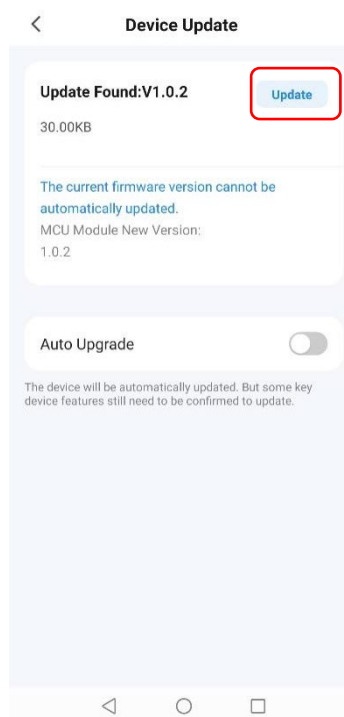 Device Update
Update Found:V1.0.2
Update
30.00KB
The current firmware version cannot be
automatically updated.
MCU Module New Version:
1.0.2
Auto Upgrade
The device will be automatically updated. But some key
device features still need to be confirmed to update.